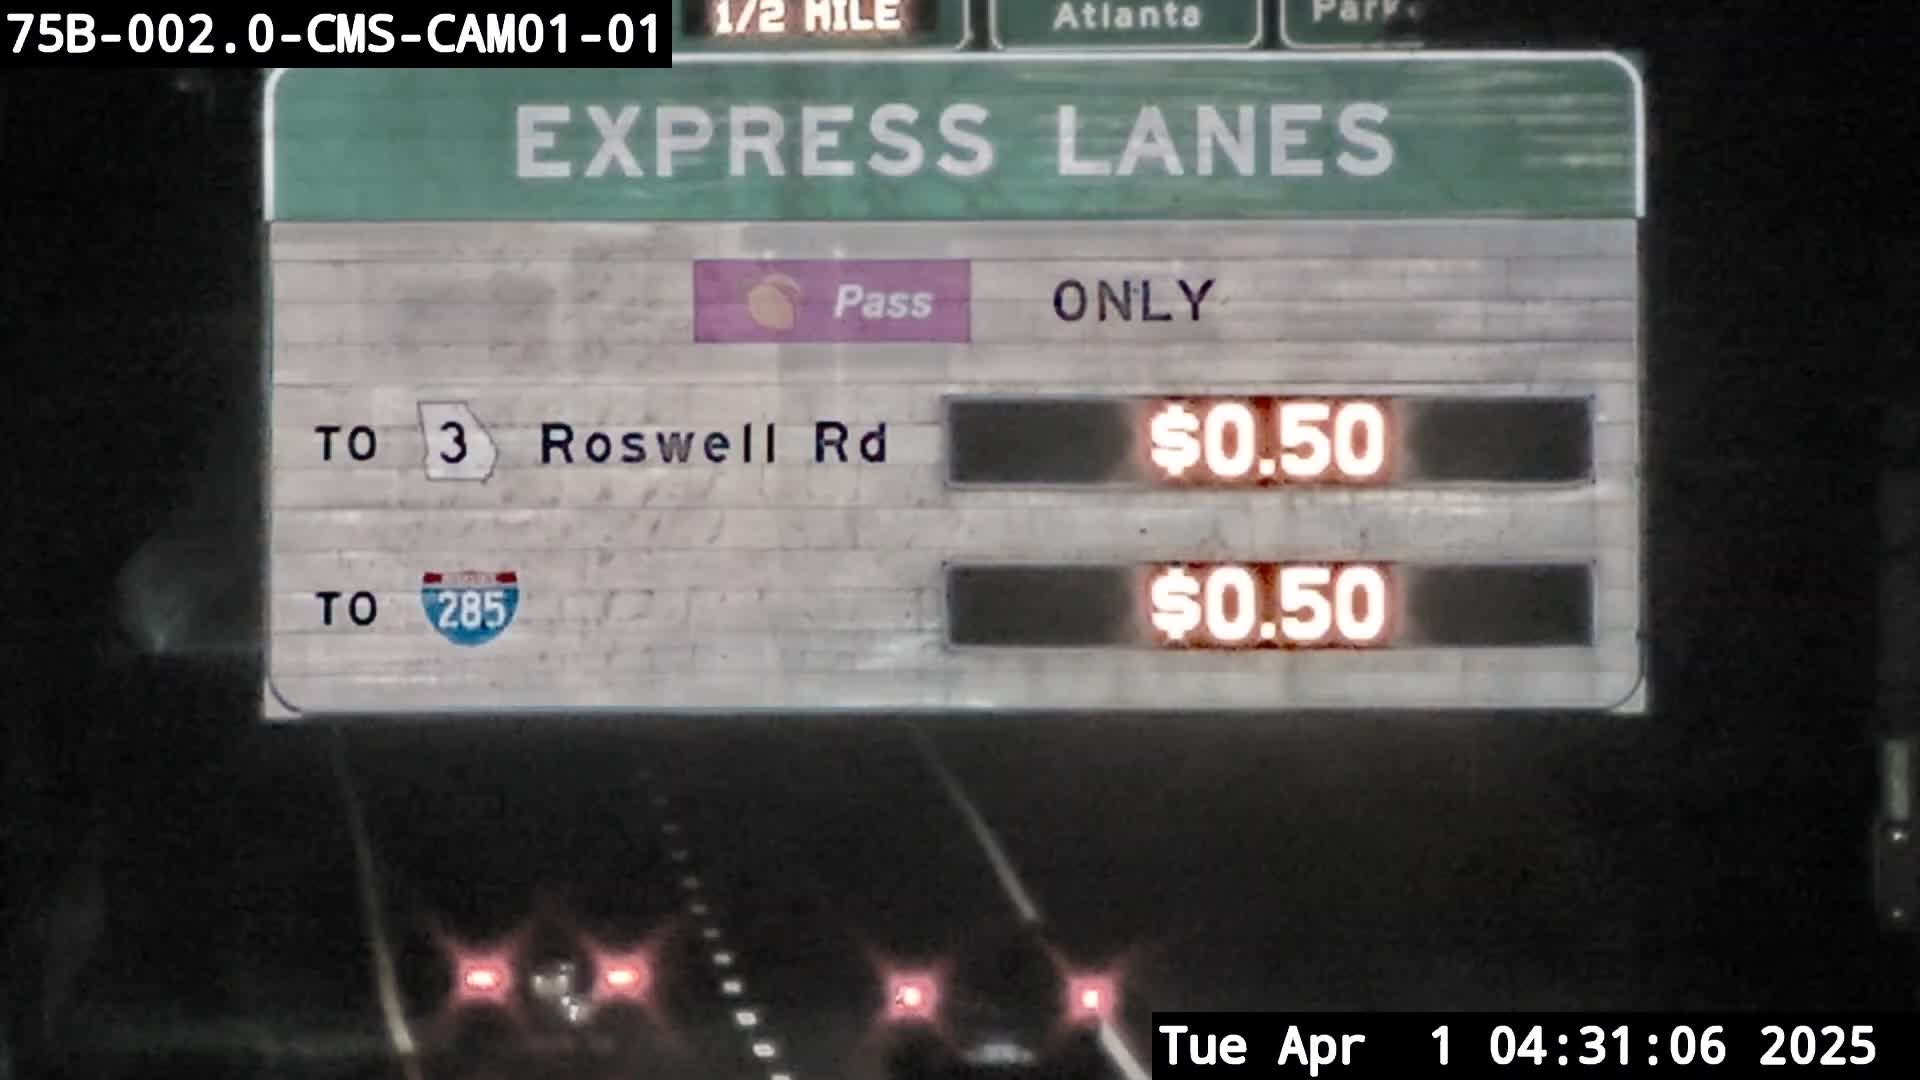 75B-002.0-CMS-CAM01-01
1/2 MILE
Atlanta
Park
EXPRESS LANES
Pass ONLY
TO 3 Roswell Rd $0.50
TO 285 $0.50
Tue Apr 1 04:31:06 2025